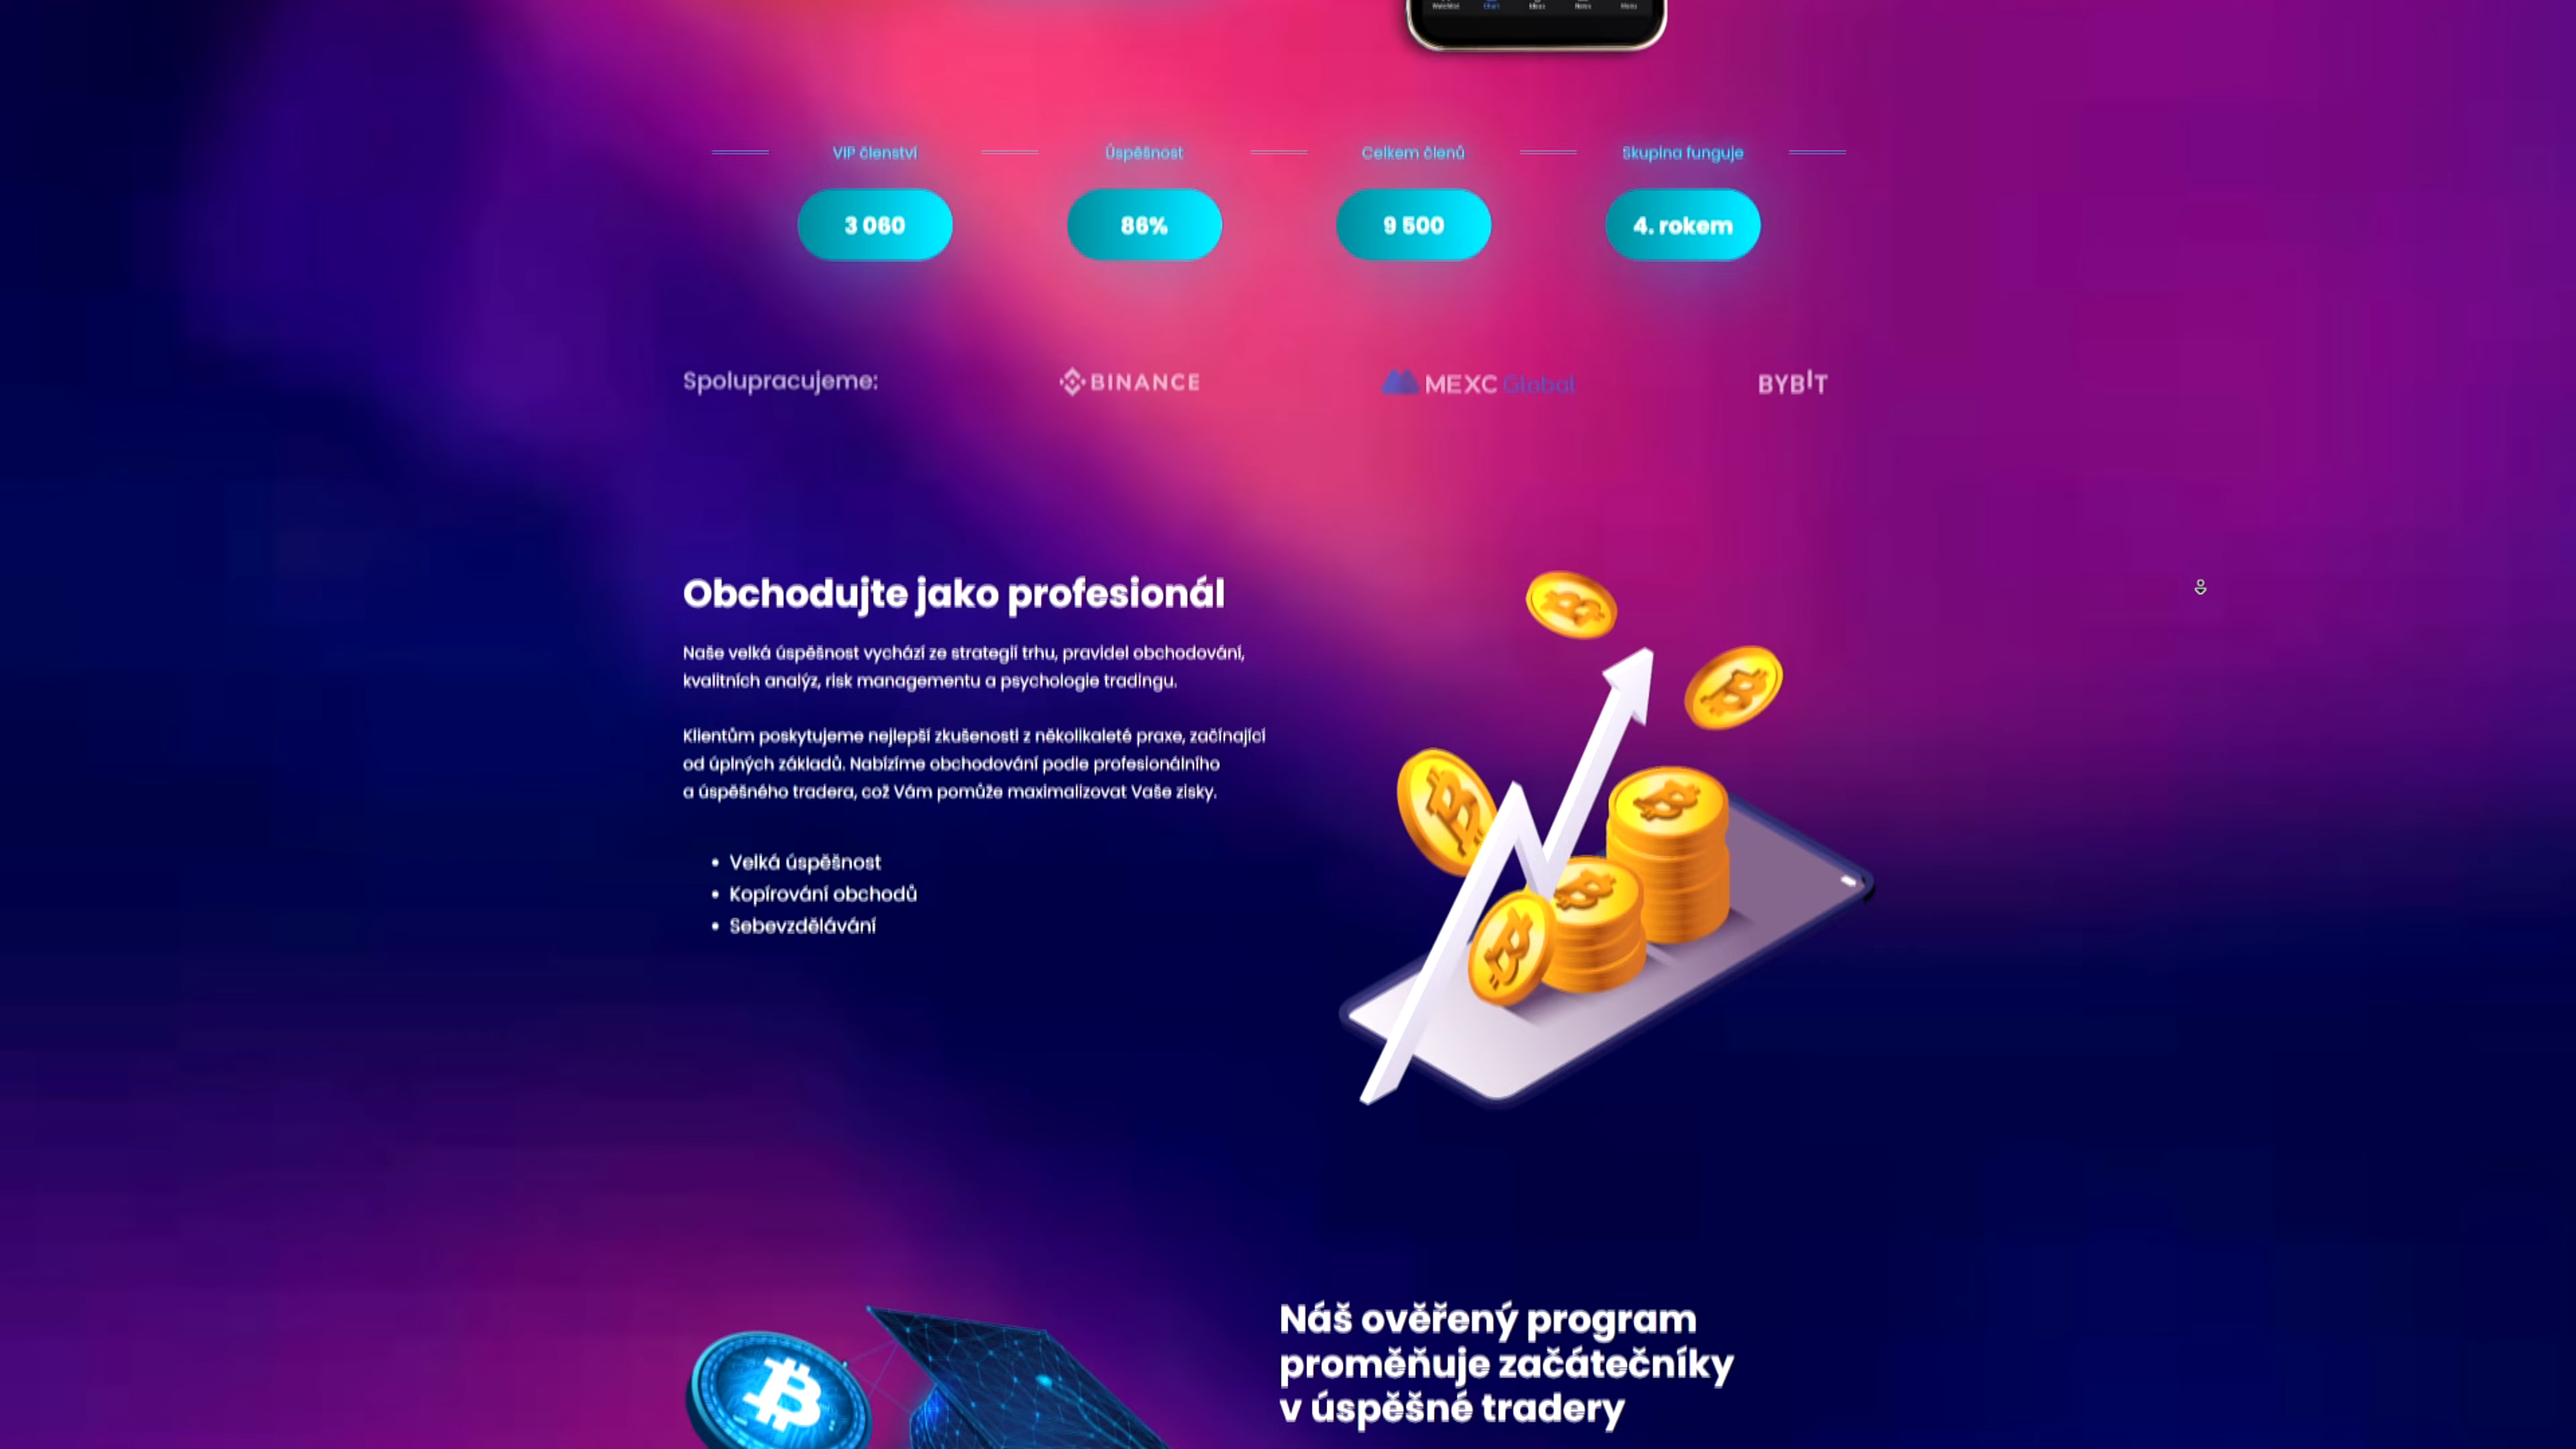 VIP členství
Úspěšnost
Celkem členů
Skupina funguje
3 060
86%
9 500
4. rokem
Spolupracujeme:
BINANCE
MEXC Global
BYBIT
Obchodujte jako profesionál
Naše velká úspěšnost vychází ze strategií trhu, pravidel obchodování,
kvalitních analýz, risk managementu a psychologie tradingu.
Klientům poskytujeme nejlepší zkušenosti z několikaleté praxe, začínající
od úplných základů. Nabízíme obchodování podle profesionálního
a úspěšného tradera, což Vám pomůže maximalizovat Vaše zisky.
• Velká úspěšnost
• Kopírování obchodů
• Sebevzdělávání
Náš ověřený program
proměňuje začátečníky
v úspěšné tradery